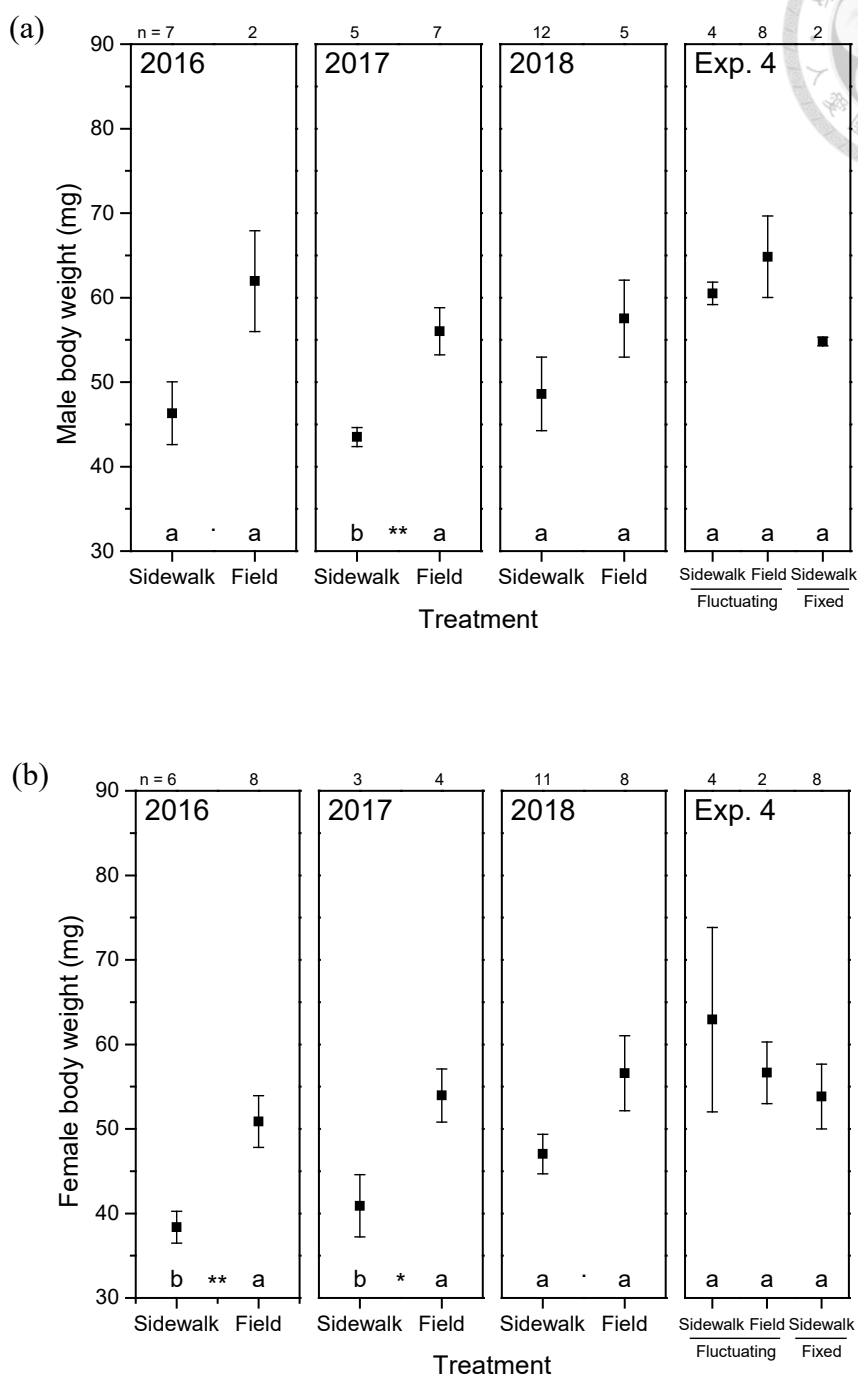 (a)
n = 7 2 5 7 12 5 4 8 2
90 2016 2017 2018 Exp. 4
80
70
60
50
40
30
Male body weight (mg)
a · a b ** a a a a a a
Sidewalk Field Sidewalk Field Sidewalk Field Sidewalk Field Sidewalk
Fluctuating Fixed
Treatment
(b)
n = 6 8 3 4 11 8 4 2 8
90 2016 2017 2018 Exp. 4
80
70
60
50
40
30
Female body weight (mg)
b ** a b * a a · a a a a
Sidewalk Field Sidewalk Field Sidewalk Field Sidewalk Field Sidewalk
Fluctuating Fixed
Treatment